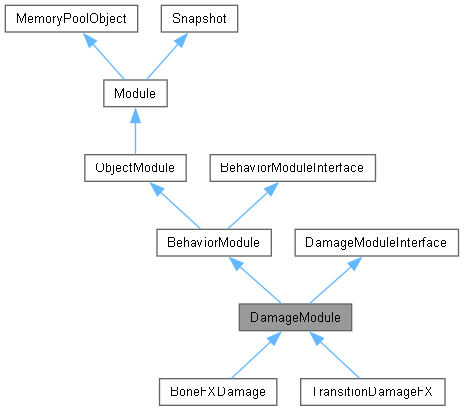 MemoryPoolObject
Snapshot
Module
ObjectModule
BehaviorModuleInterface
BehaviorModule
DamageModuleInterface
DamageModule
BoneFXDamage
TransitionDamageFX